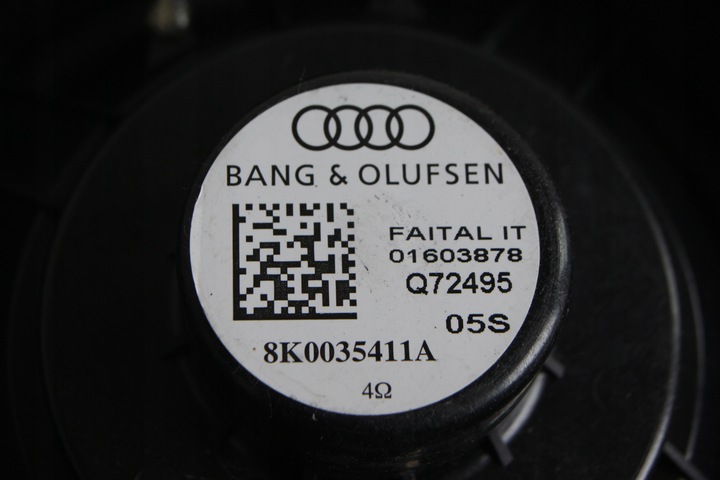 BANG & OLUFSEN
FAITAL IT
01603878
Q72495
05S
8K0035411A
4Ω